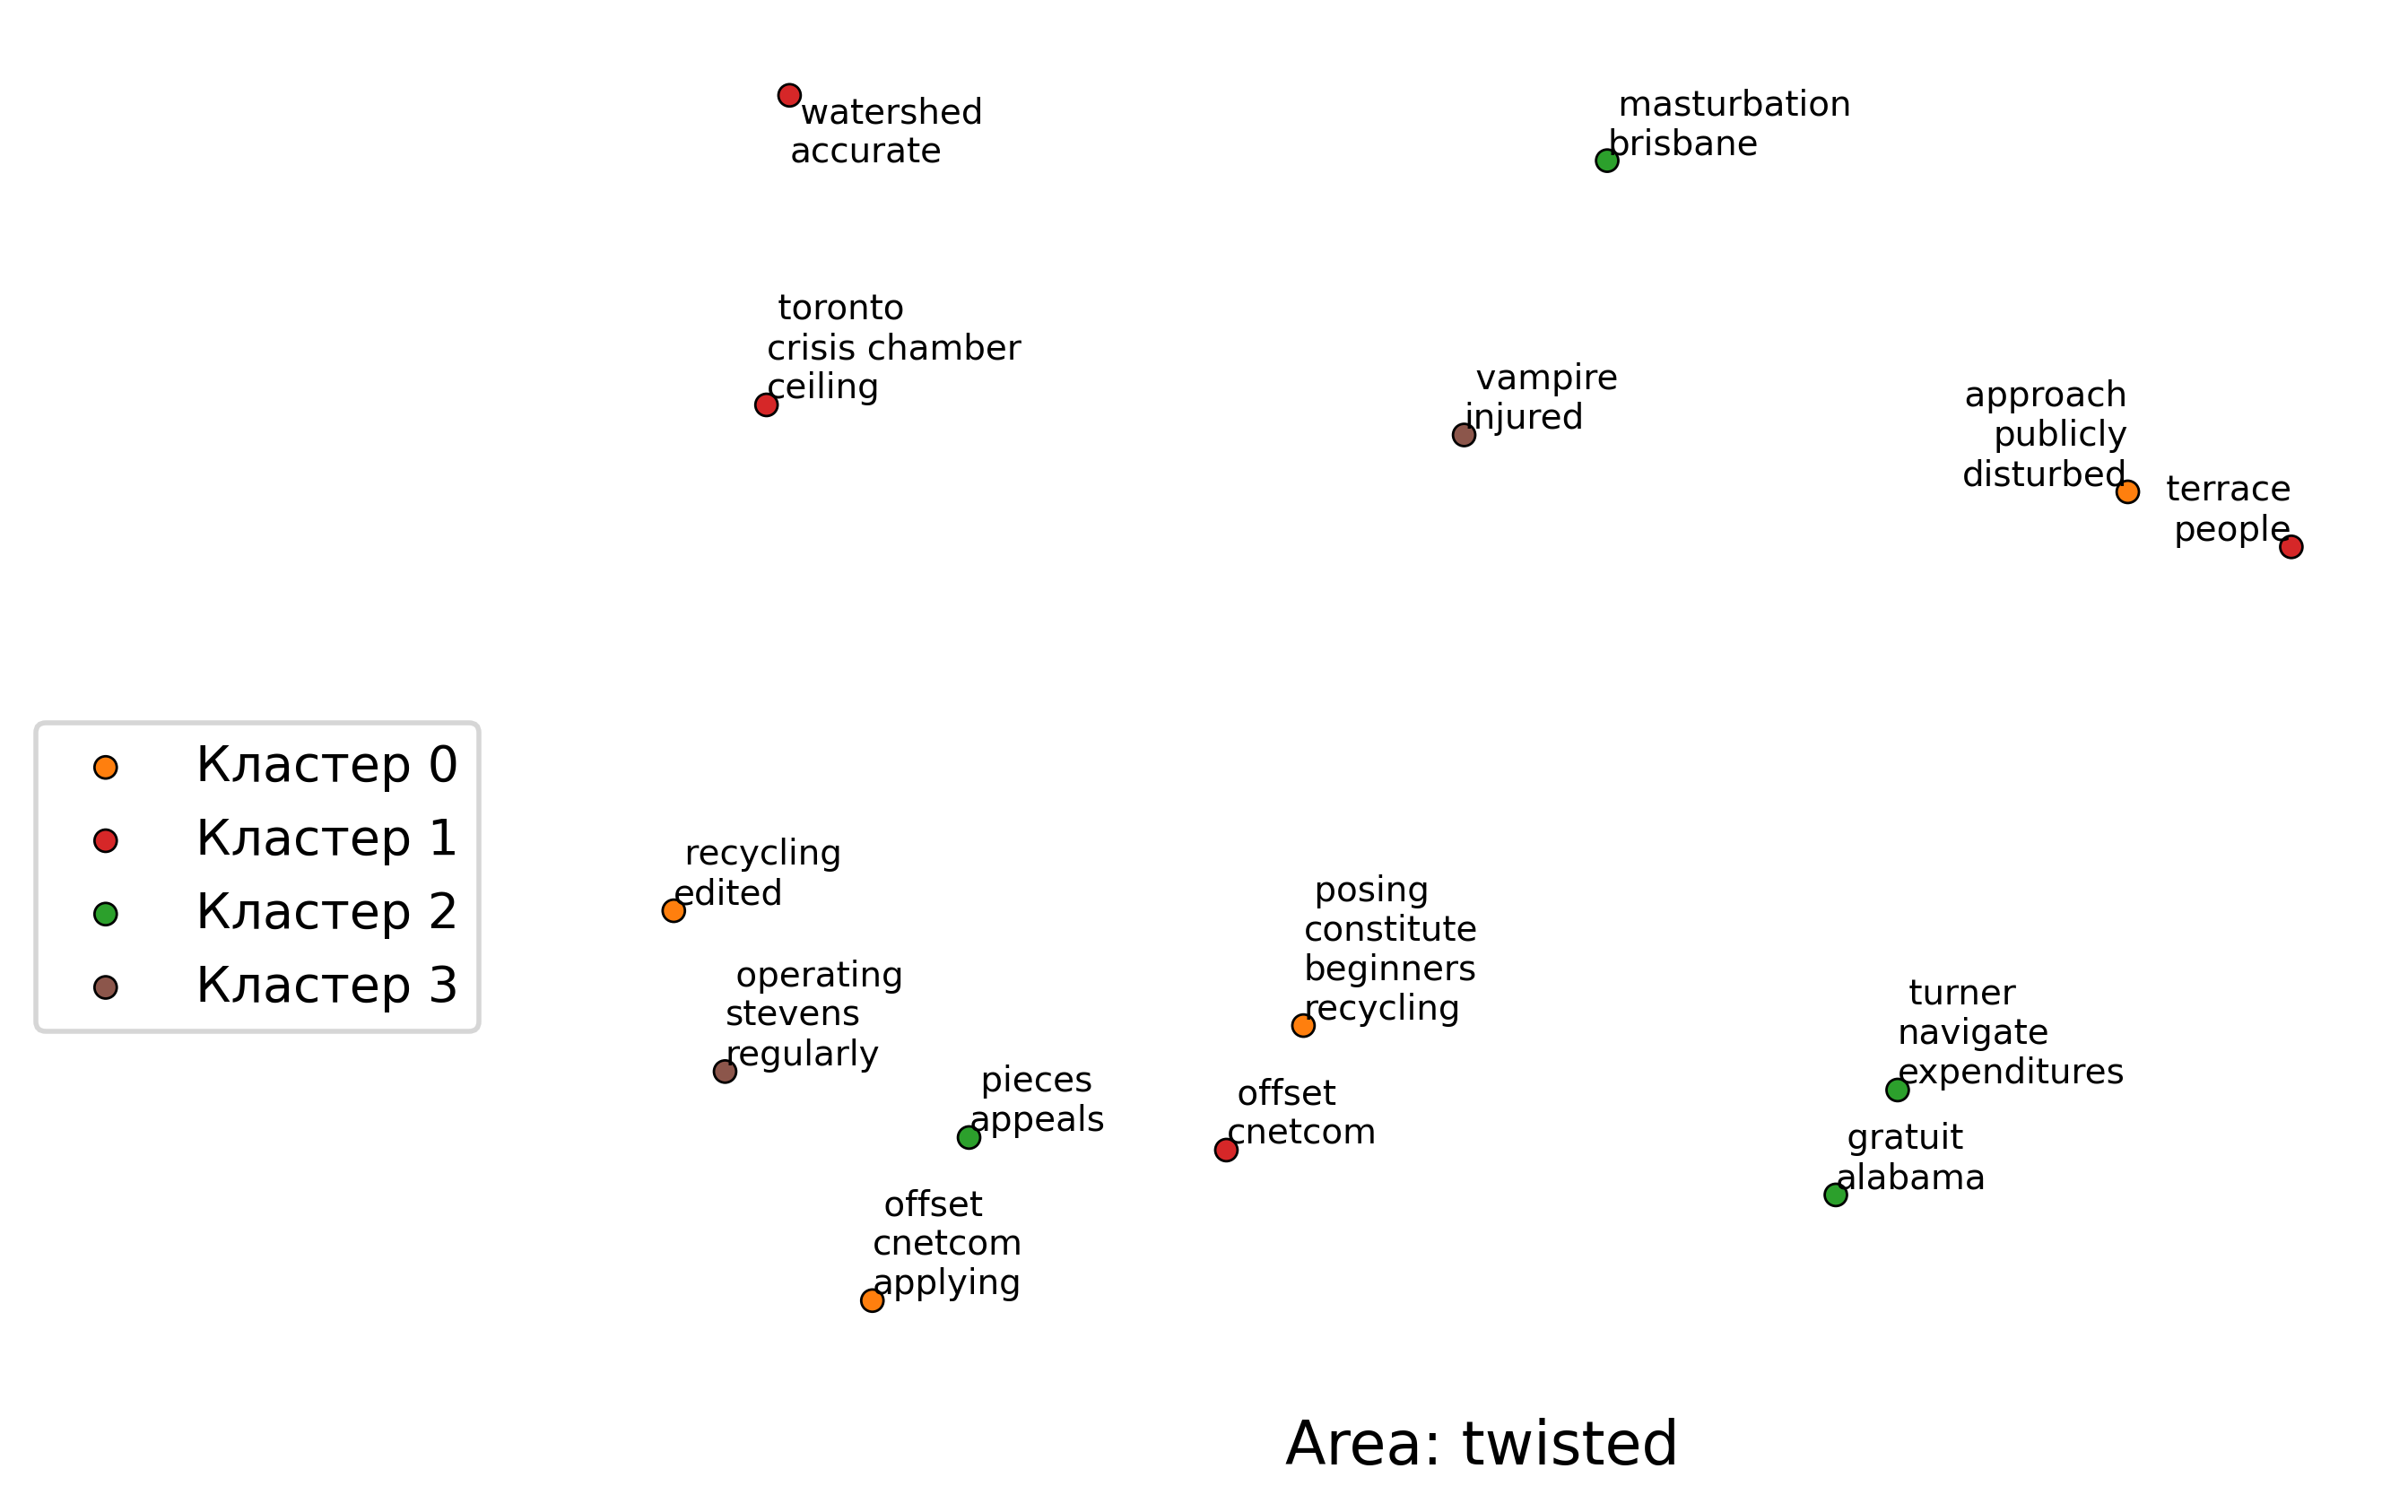 watershed
accurate
masturbation
brisbane
toronto
crisis chamber
ceiling
vampire
injured
approach
publicly
disturbed
terrace
people
Кластер 0
Кластер 1
Кластер 2
Кластер 3
recycling
edited
operating
stevens
regularly
pieces
appeals
posing
constitute
beginners
recycling
offset
cnetcom
turner
navigate
expenditures
gratuit
alabama
offset
cnetcom
applying
Area: twisted